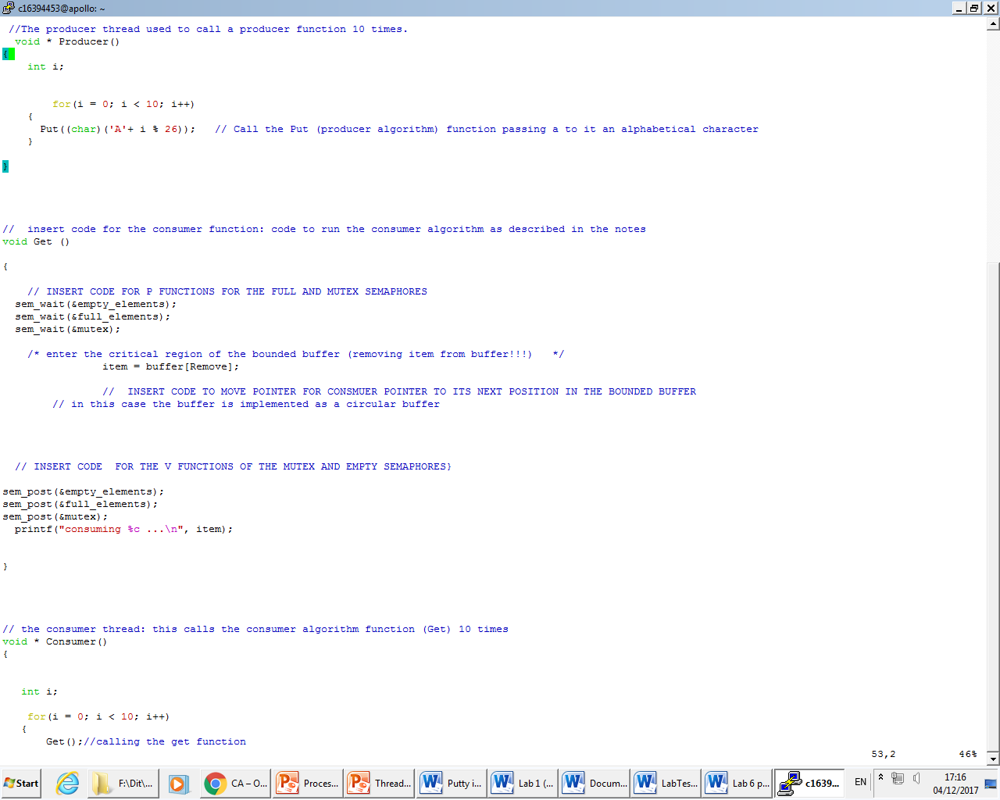 c16394453@apollo: ~
//The producer thread used to call a producer function 10 times.
void * Producer()
{
int i;
for(i = 0; i < 10; i++)
{
Put((char)('A'+ i % 26));   // Call the Put (producer algorithm) function passing a to it an alphabetical character
}
}
//  insert code for the consumer function: code to run the consumer algorithm as described in the notes
void Get ()
{
// INSERT CODE FOR P FUNCTIONS FOR THE FULL AND MUTEX SEMAPHORES
sem_wait(&empty_elements);
sem_wait(&full_elements);
sem_wait(&mutex);
/* enter the critical region of the bounded buffer (removing item from buffer!!!)   */
item = buffer[Remove];
//  INSERT CODE TO MOVE POINTER FOR CONSMUER POINTER TO ITS NEXT POSITION IN THE BOUNDED BUFFER
// in this case the buffer is implemented as a circular buffer
// INSERT CODE  FOR THE V FUNCTIONS OF THE MUTEX AND EMPTY SEMAPHORES}
sem_post(&empty_elements);
sem_post(&full_elements);
sem_post(&mutex);
printf("consuming %c ...\n", item);
}
// the consumer thread: this calls the consumer algorithm function (Get) 10 times
void * Consumer()
{
int i;
for(i = 0; i < 10; i++)
{
Get();//calling the get function
53,2 46%
Start F:\Dit\... CA – O... Proces... Thread... Putty i... Lab 1 (... Docum... LabTes... Lab 6 p... c1639... EN 17:16
04/12/2017